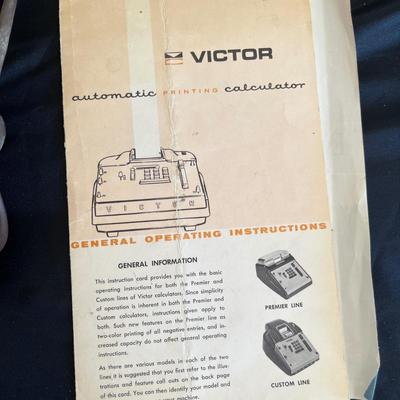 VICTOR
automatic PRINTING calculator
VICTOR
GENERAL OPERATING INSTRUCTIONS
GENERAL INFORMATION
This instruction card provides you with the basic
operating instructions for both the Premier and
Custom lines of Victor calculators. Since simplicity
of operation is inherent in both the Premier and
Custom calculators, instructions given apply to
both. Such new features on the Premier line as
two-color printing of all negative entries, and in-
creased capacity do not affect general operating
instructions.
As there are various models in each of the two
lines it is suggested that you first refer to the illus-
trations and feature call outs on the back page
of this card. You can then identify your model and
your machine.
PREMIER LINE
CUSTOM LINE